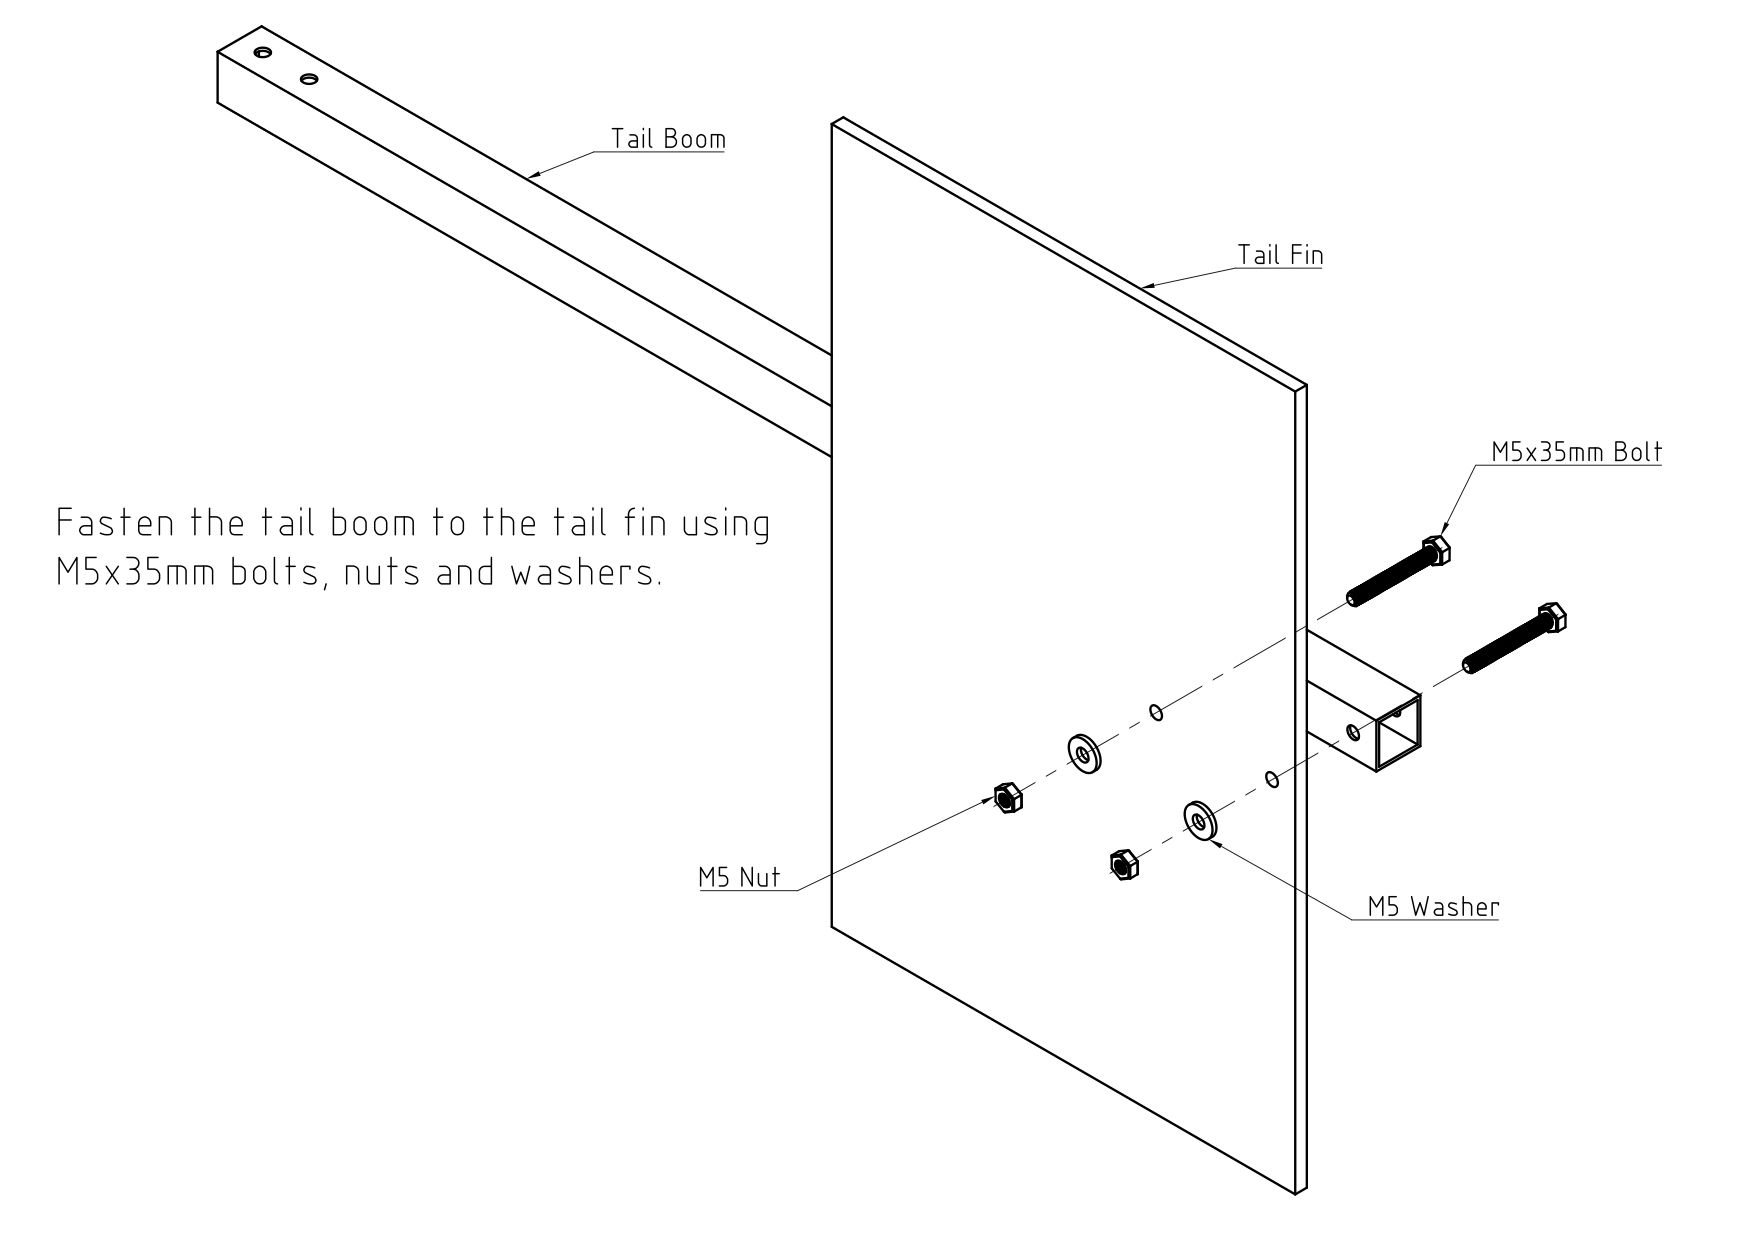 Tail Boom
Tail Fin
M5x35mm Bolt
Fasten the tail boom to the tail fin using
M5x35mm bolts, nuts and washers.
M5 Nut
M5 Washer